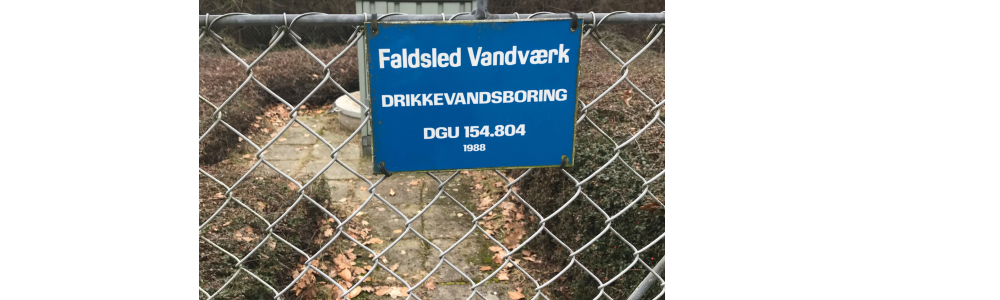 Faldsled Vandværk
DRIKKEVANDSBORING
DGU 154.804
1988